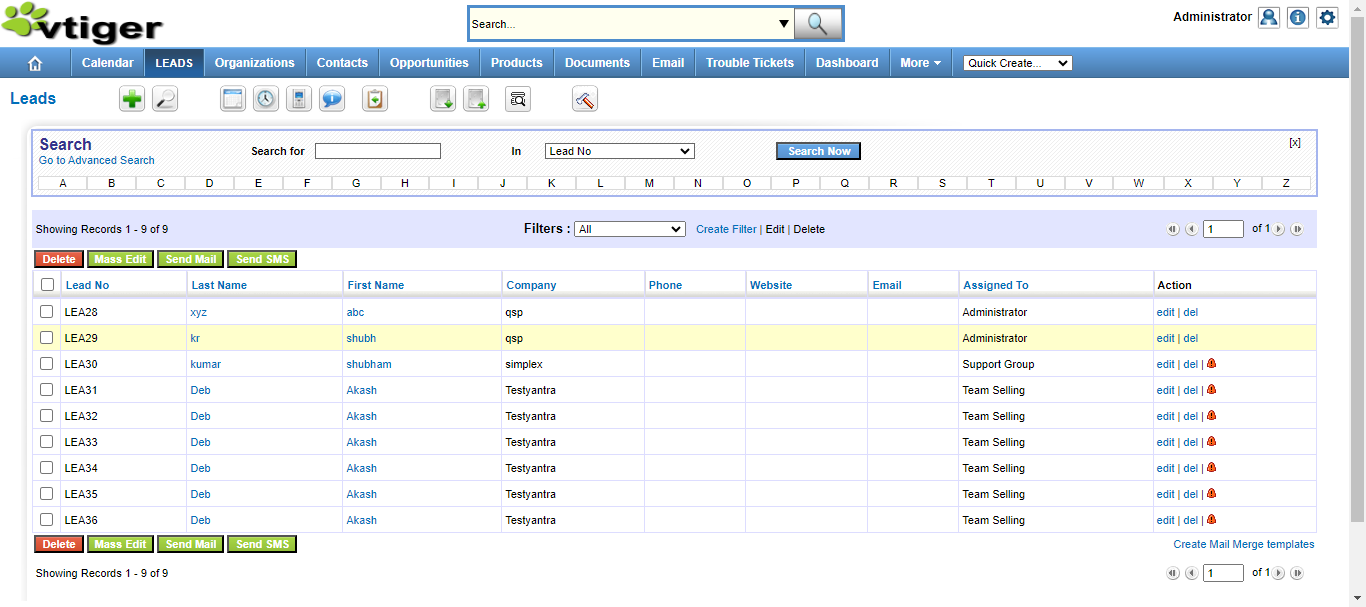 vtiger
Search...
Administrator
Calendar LEADS Organizations Contacts Opportunities Products Documents Email Trouble Tickets Dashboard More Quick Create...
Leads
Search
Go to Advanced Search
Search for In Lead No Search Now [x]
A B C D E F G H I J K L M N O P Q R S T U V W X Y Z
Showing Records 1 - 9 of 9 Filters : All Create Filter | Edit | Delete 1 of 1
Delete Mass Edit Send Mail Send SMS
Lead No Last Name First Name Company Phone Website Email Assigned To Action
LEA28 xyz abc qsp Administrator edit | del
LEA29 kr shubh qsp Administrator edit | del
LEA30 kumar shubham simplex Support Group edit | del |
LEA31 Deb Akash Testyantra Team Selling edit | del |
LEA32 Deb Akash Testyantra Team Selling edit | del |
LEA33 Deb Akash Testyantra Team Selling edit | del |
LEA34 Deb Akash Testyantra Team Selling edit | del |
LEA35 Deb Akash Testyantra Team Selling edit | del |
LEA36 Deb Akash Testyantra Team Selling edit | del |
Delete Mass Edit Send Mail Send SMS Create Mail Merge templates
Showing Records 1 - 9 of 9 1 of 1